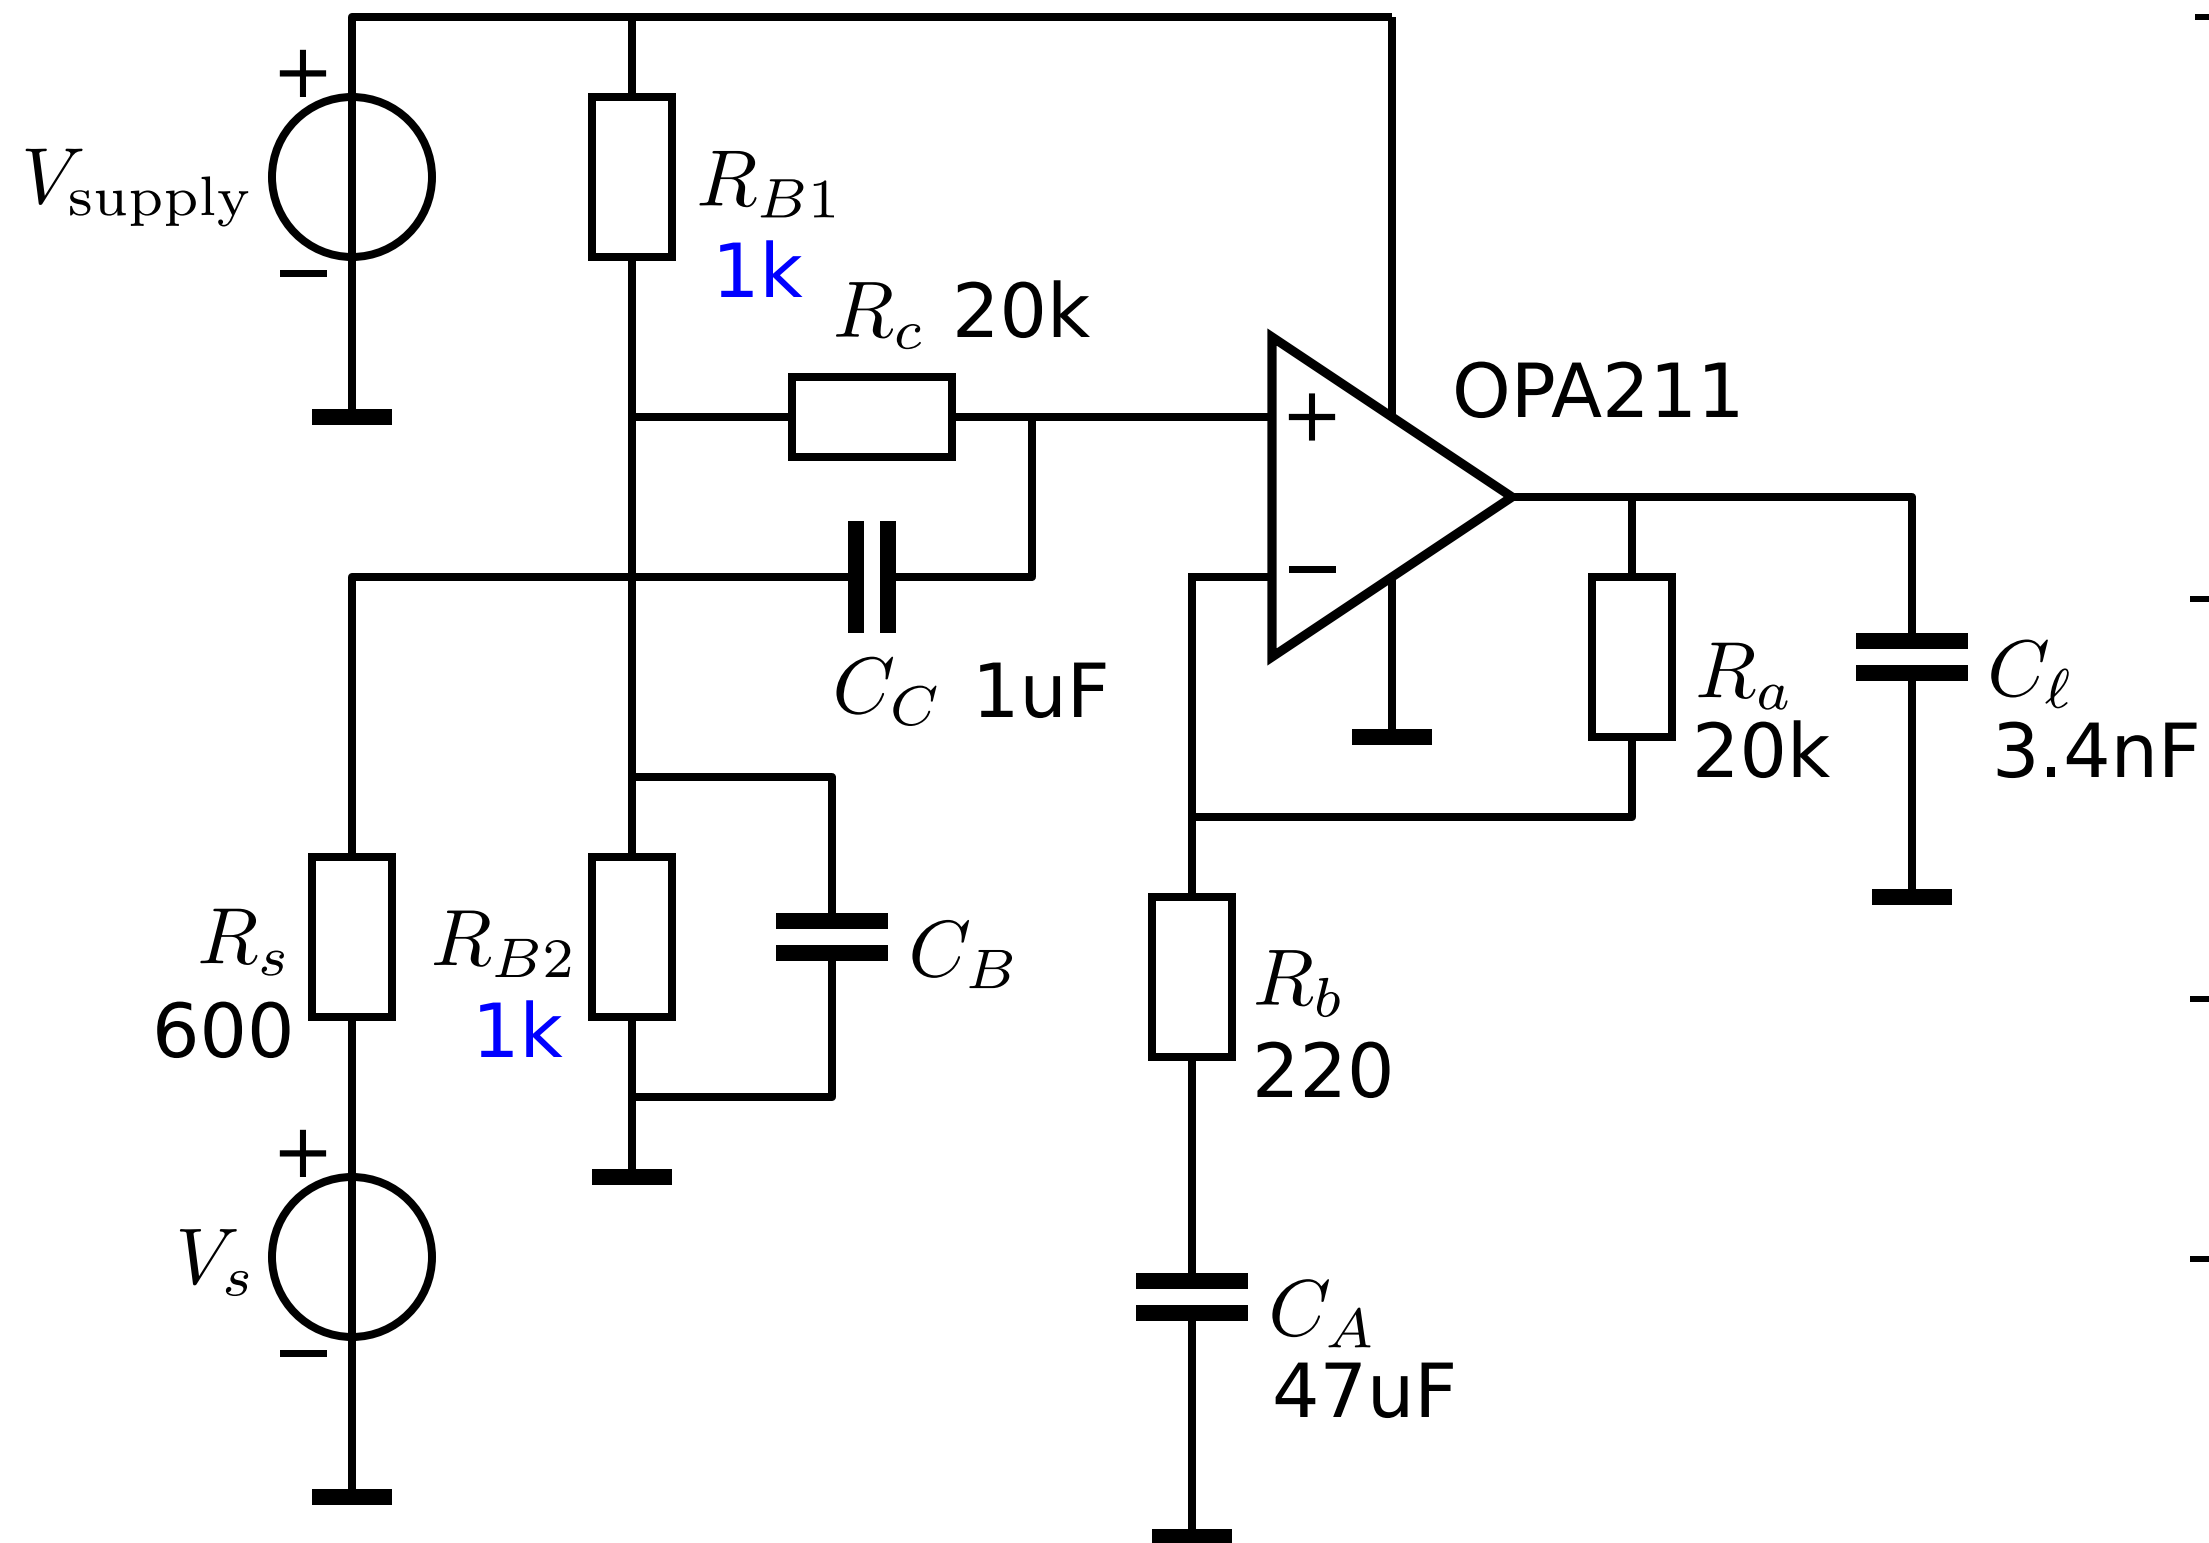 +
V_supply
−
R_B1
1k
R_c 20k
+
OPA211
−
C_C 1uF
R_a
20k
C_ℓ
3.4nF
R_s
600
R_B2
1k
C_B
R_b
220
+
V_s
−
C_A
47uF